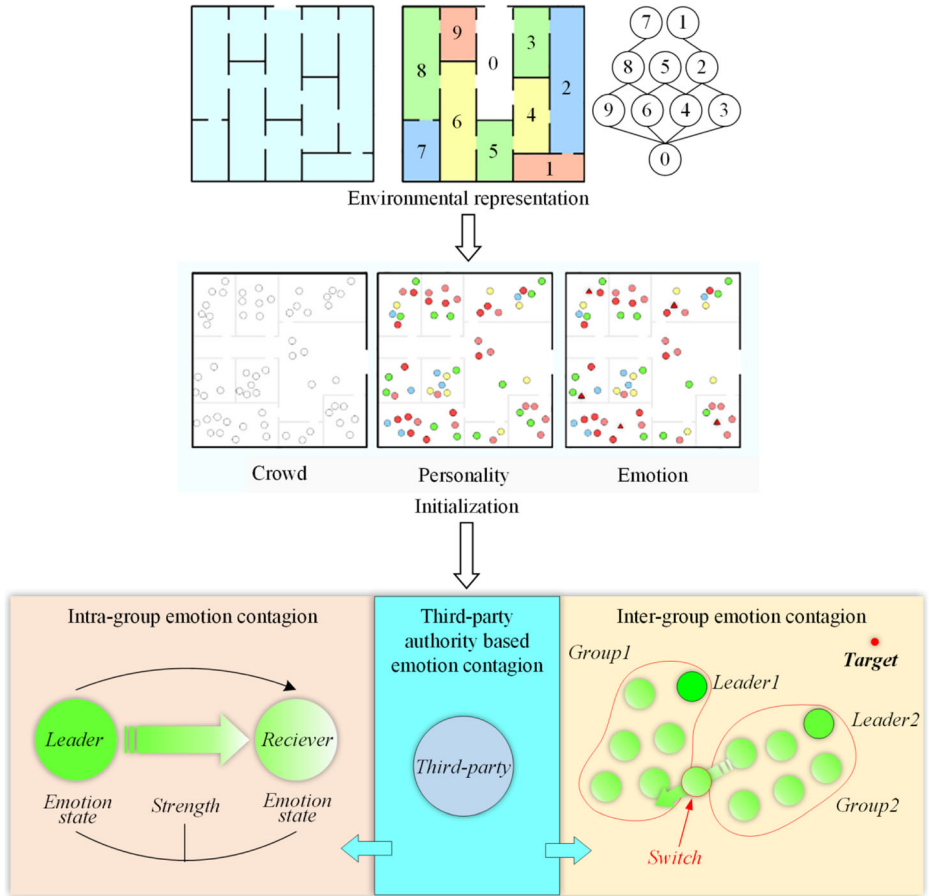 9 0 3 8 2 6 4 7 5 1
7 1
8 5 2
9 6 4 3
0
Environmental representation
Crowd Personality Emotion
Initialization
Intra-group emotion contagion
Leader Reciever
Emotion state Strength Emotion state
Third-party
authority based
emotion contagion
Third-party
Inter-group emotion contagion
Group1
Target
Leader1
Leader2
Group2
Switch